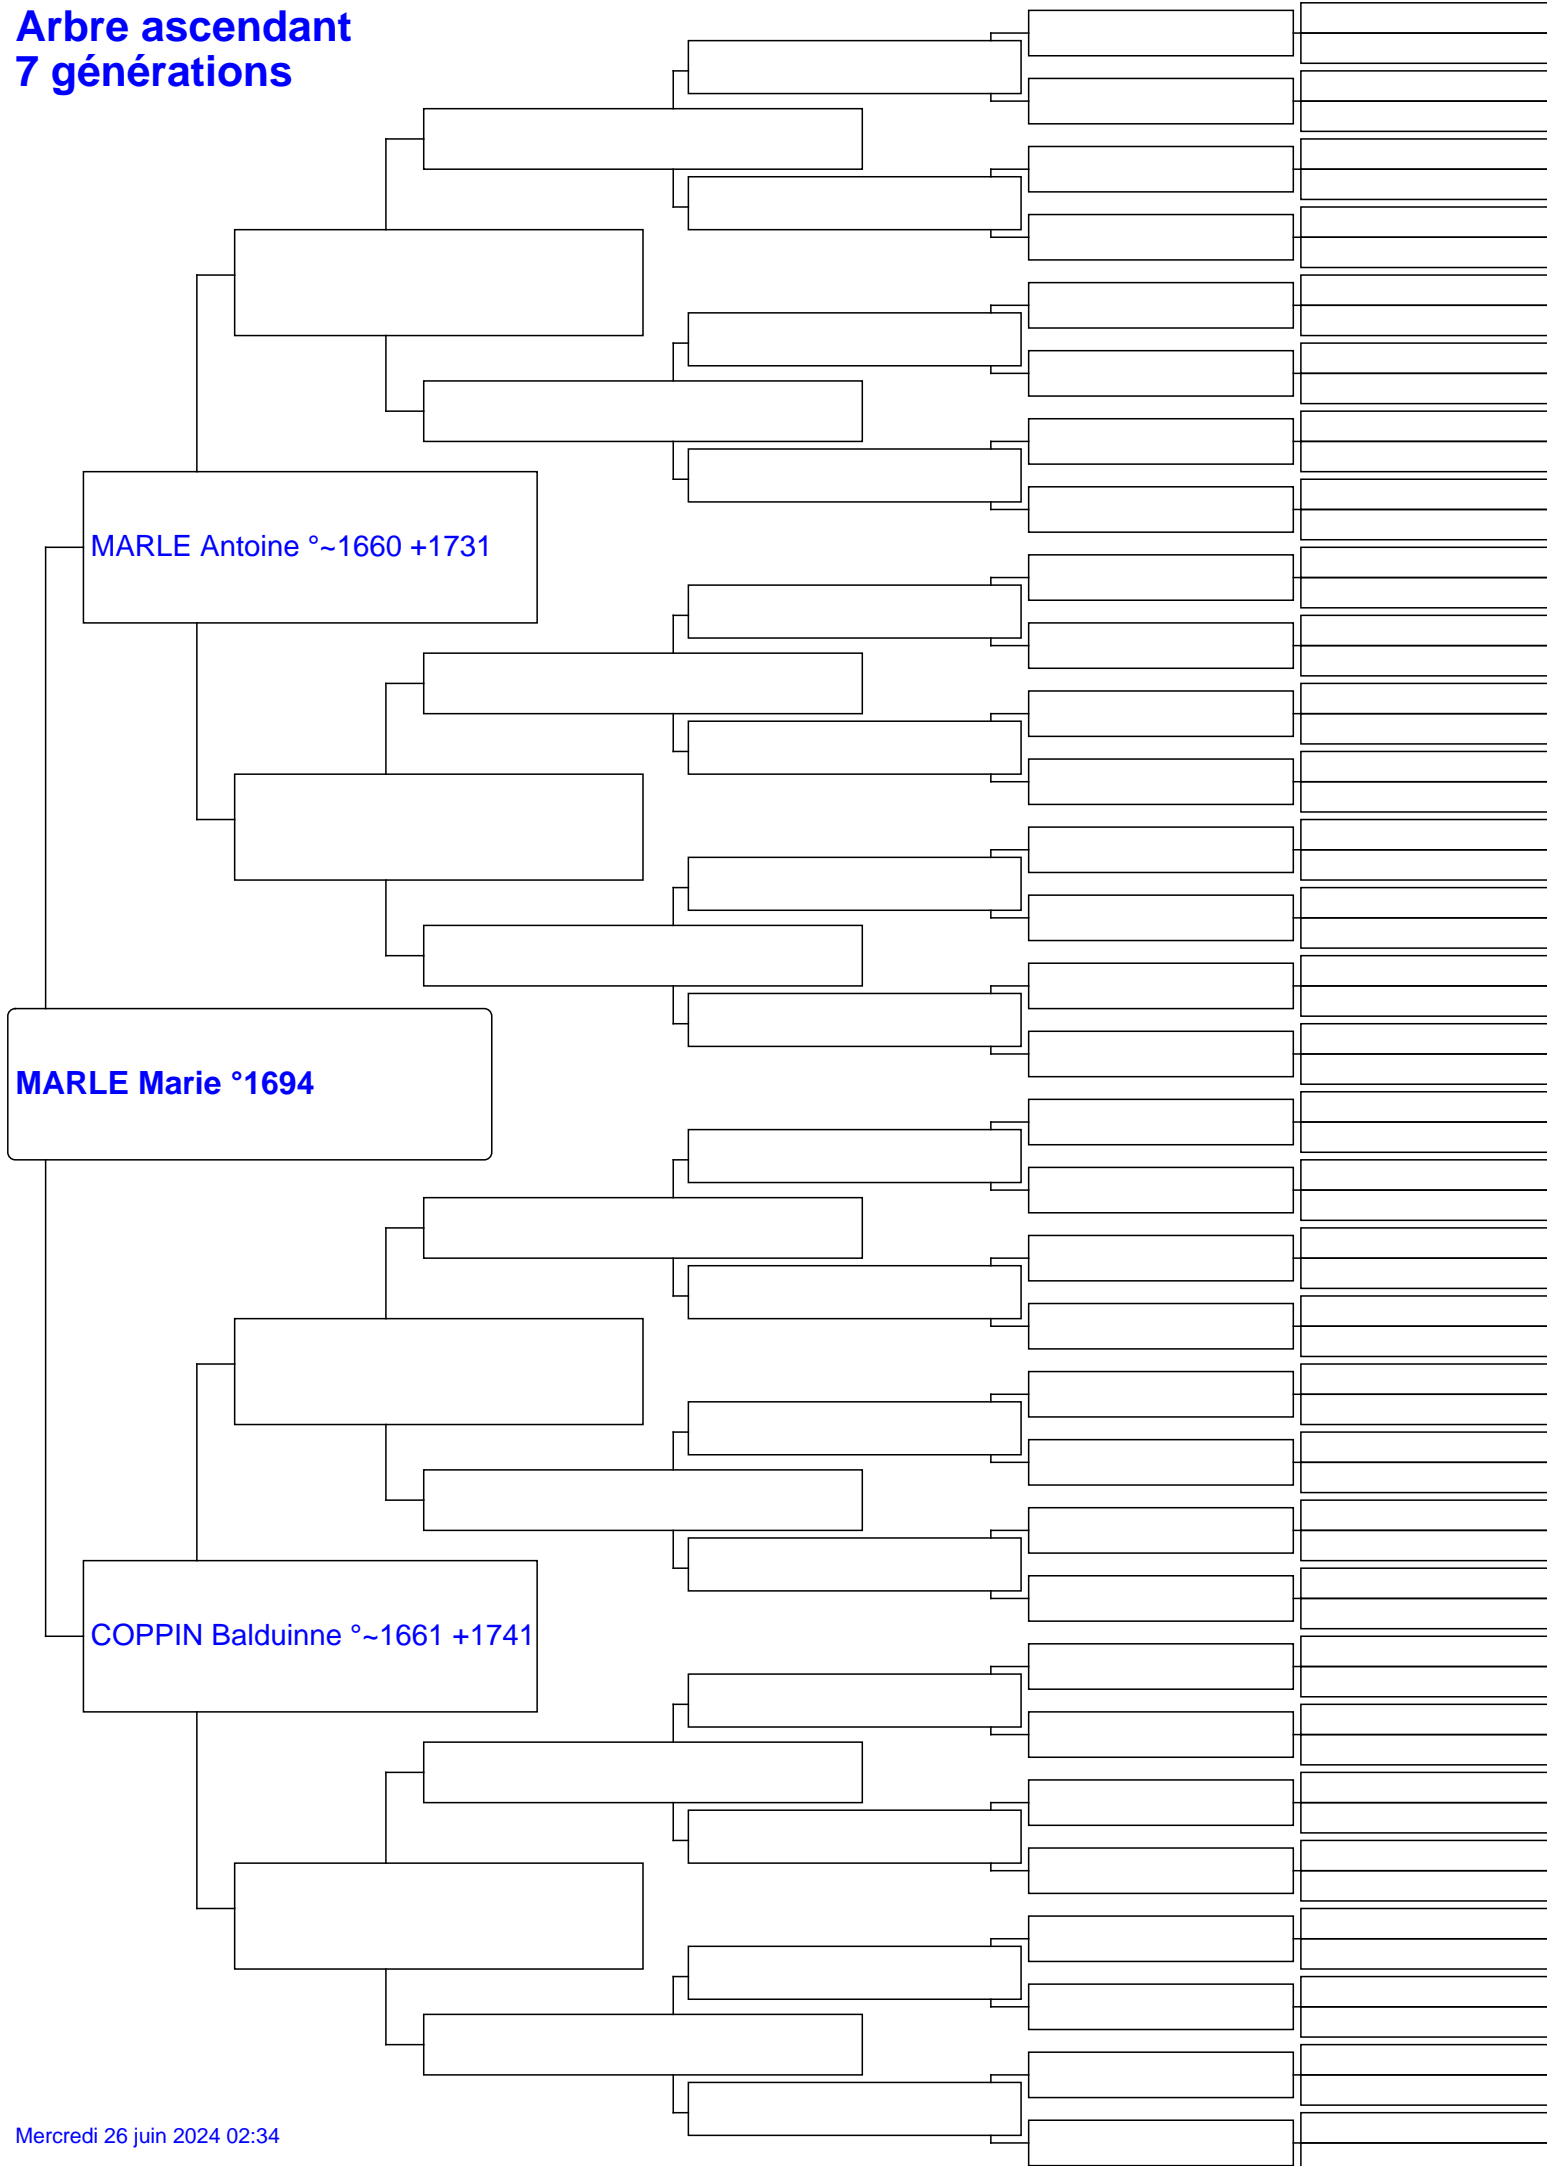 Arbre ascendant
7 générations
MARLE Antoine °~1660 +1731
MARLE Marie °1694
COPPIN Balduinne °~1661 +1741
Mercredi 26 juin 2024 02:34